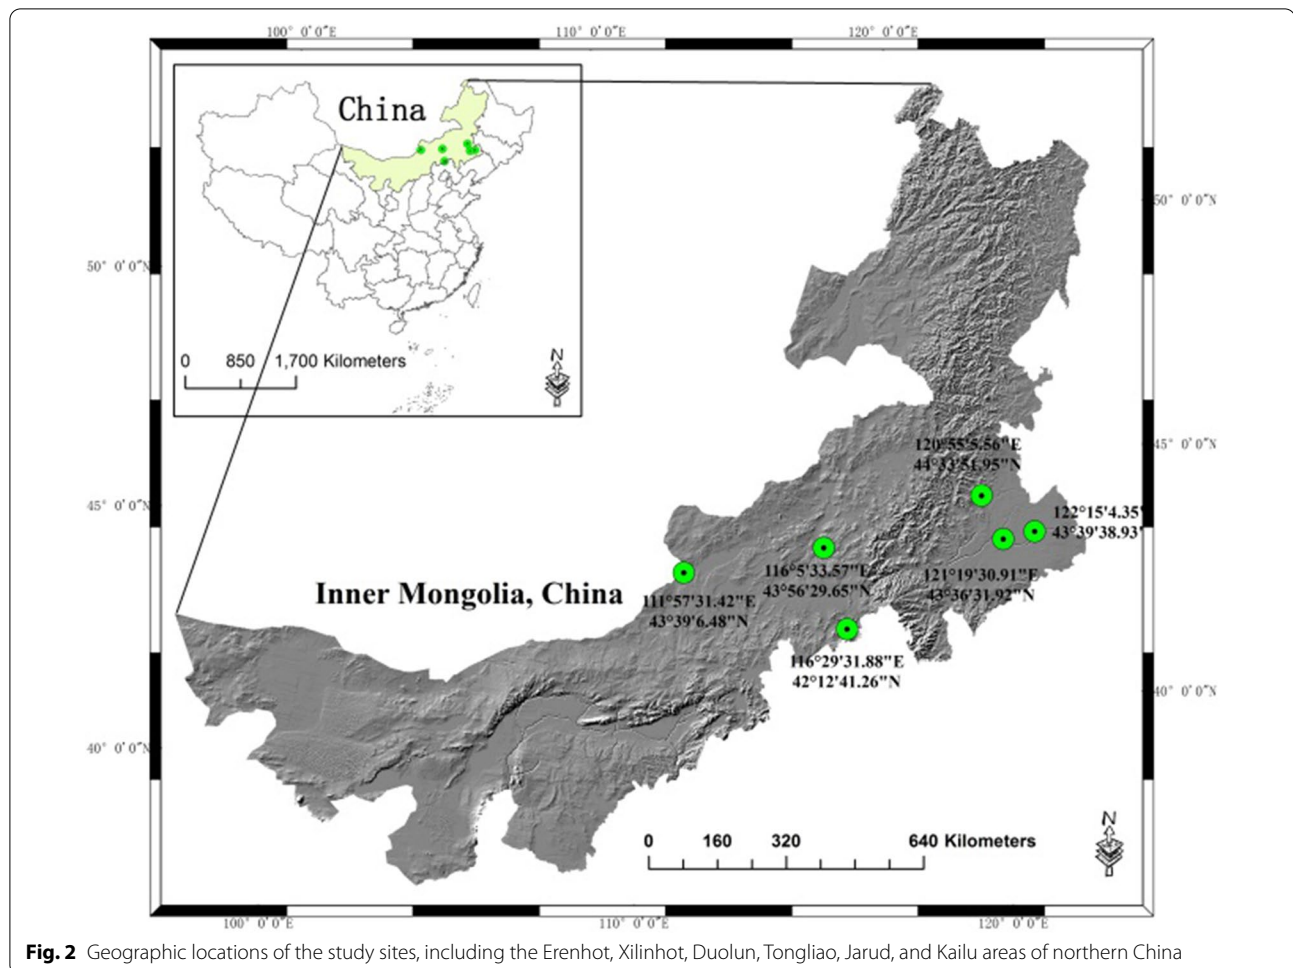 100° 0'0"E
110° 0'0"E
120° 0'0"E
China
50° 0'0"N
50° 0'0"N
0 850 1,700 Kilometers
N
120°55'5.56"E
44°33'51.95"N
45° 0'0"N
45° 0'0"N
122°15'4.35"
43°39'38.93"
116°5'33.57"E
43°56'29.65"N
121°19'30.91"E
43°36'31.92"N
Inner Mongolia, China
111°57'31.42"E
43°39'6.48"N
116°29'31.88"E
42°12'41.26"N
40° 0'0"N
40° 0'0"N
0 160 320 640 Kilometers
N
100° 0'0"E
110° 0'0"E
120° 0'0"E
Fig. 2 Geographic locations of the study sites, including the Erenhot, Xilinhot, Duolun, Tongliao, Jarud, and Kailu areas of northern China